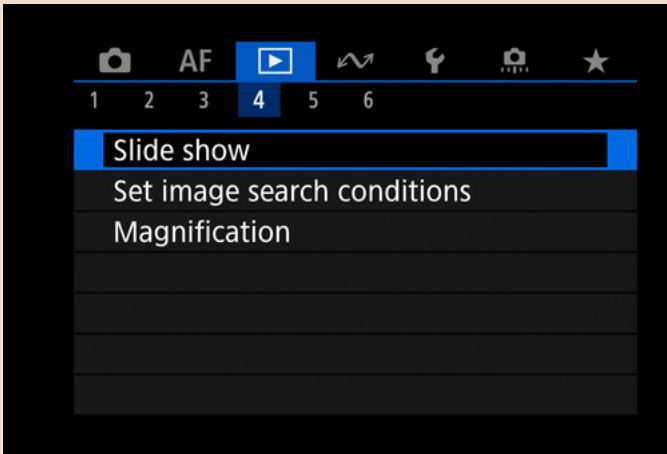 AF
1 2 3 4 5 6
Slide show
Set image search conditions
Magnification